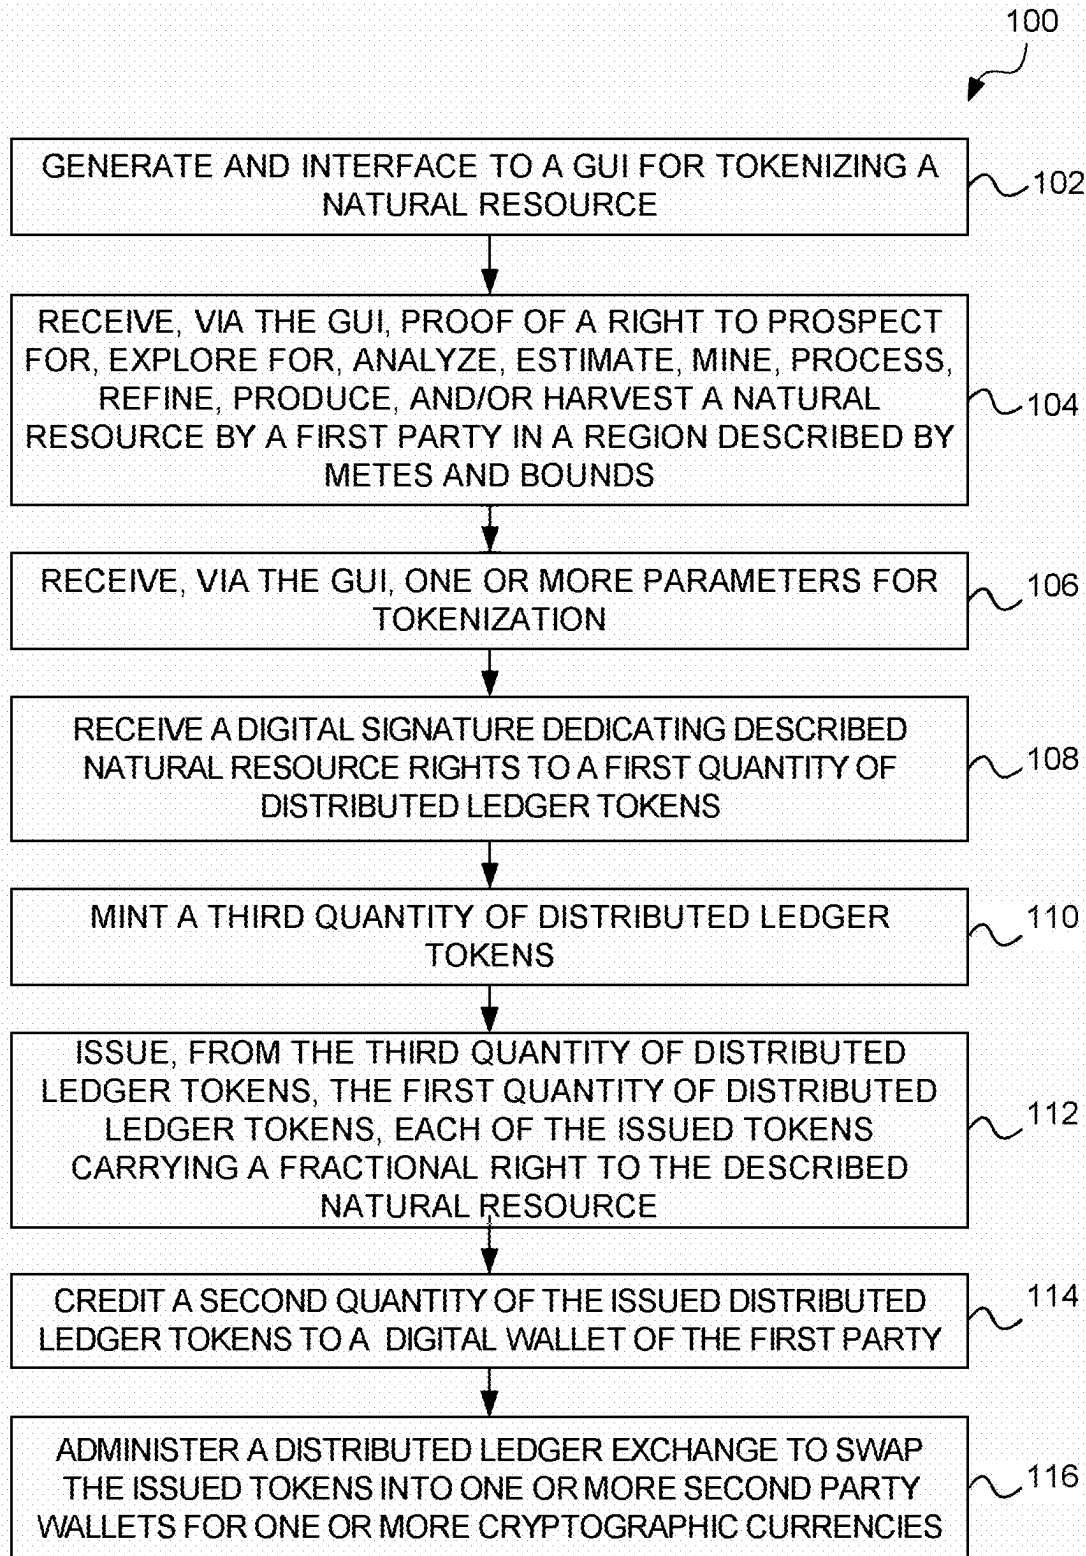 100
GENERATE AND INTERFACE TO A GUI FOR TOKENIZING A
NATURAL RESOURCE
102
RECEIVE, VIA THE GUI, PROOF OF A RIGHT TO PROSPECT
FOR, EXPLORE FOR, ANALYZE, ESTIMATE, MINE, PROCESS,
REFINE, PRODUCE, AND/OR HARVEST A NATURAL
RESOURCE BY A FIRST PARTY IN A REGION DESCRIBED BY
METES AND BOUNDS
104
RECEIVE, VIA THE GUI, ONE OR MORE PARAMETERS FOR
TOKENIZATION
106
RECEIVE A DIGITAL SIGNATURE DEDICATING DESCRIBED
NATURAL RESOURCE RIGHTS TO A FIRST QUANTITY OF
DISTRIBUTED LEDGER TOKENS
108
MINT A THIRD QUANTITY OF DISTRIBUTED LEDGER
TOKENS
110
ISSUE, FROM THE THIRD QUANTITY OF DISTRIBUTED
LEDGER TOKENS, THE FIRST QUANTITY OF DISTRIBUTED
LEDGER TOKENS, EACH OF THE ISSUED TOKENS
CARRYING A FRACTIONAL RIGHT TO THE DESCRIBED
NATURAL RESOURCE
112
CREDIT A SECOND QUANTITY OF THE ISSUED DISTRIBUTED
LEDGER TOKENS TO A DIGITAL WALLET OF THE FIRST PARTY
114
ADMINISTER A DISTRIBUTED LEDGER EXCHANGE TO SWAP
THE ISSUED TOKENS INTO ONE OR MORE SECOND PARTY
WALLETS FOR ONE OR MORE CRYPTOGRAPHIC CURRENCIES
116